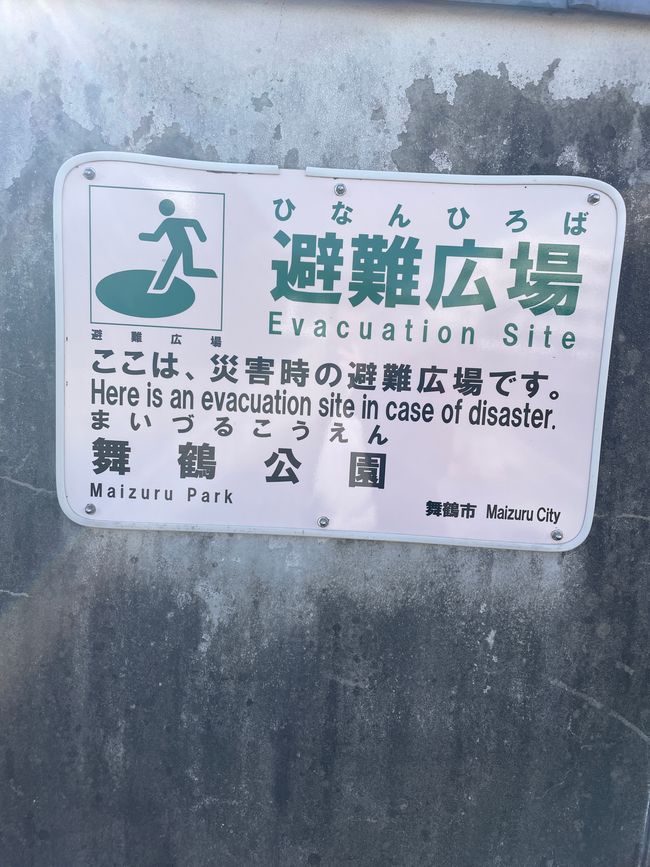 ひなんひろば
避難広場
Evacuation Site
避難広場
ここは、災害時の避難広場です。
Here is an evacuation site in case of disaster.
まいづるこうえん
舞鶴公園
Maizuru Park
舞鶴市 Maizuru City